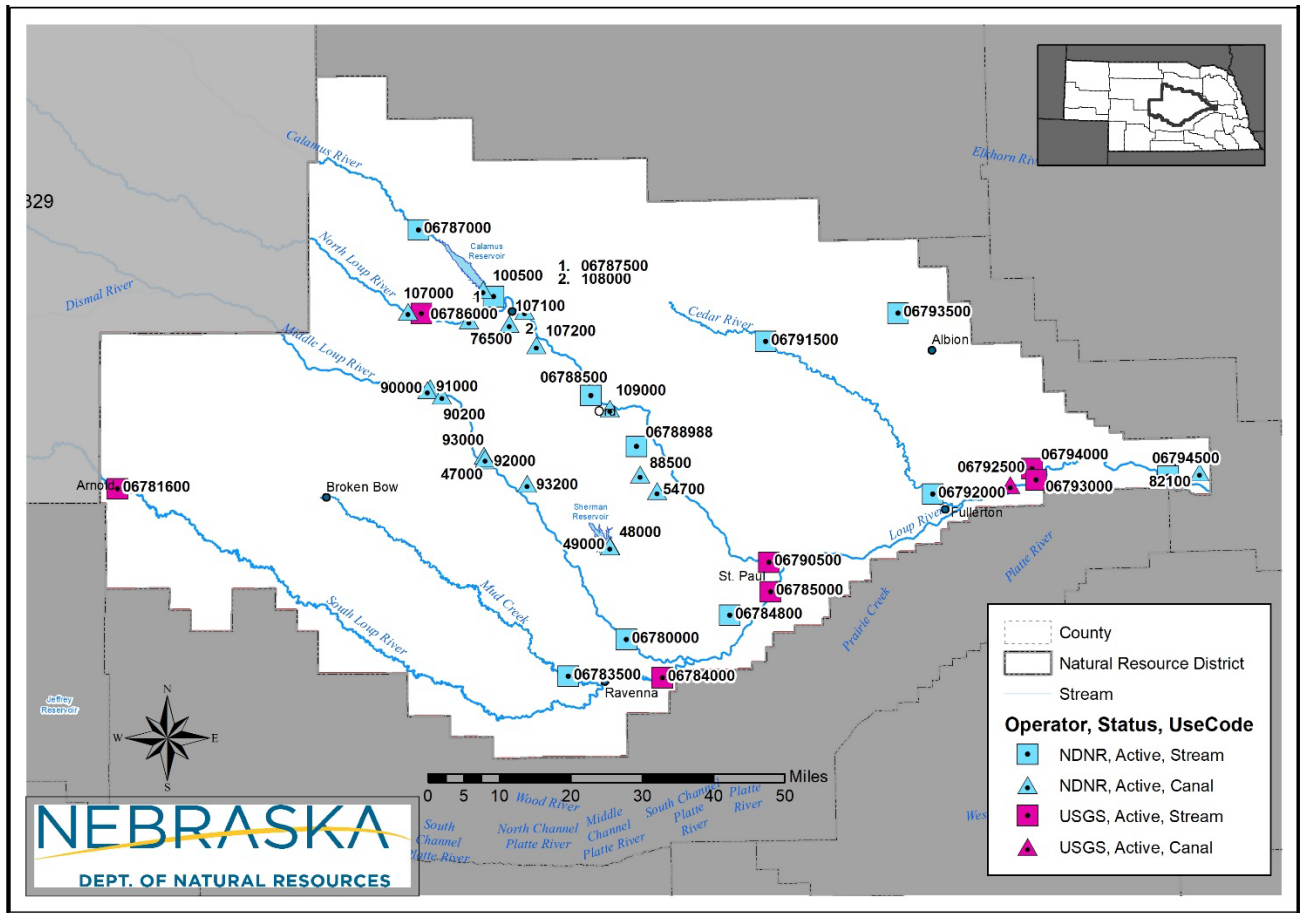 Calamus River
Elkhorn Rive
329
06787000
North Loup River
Calamus
Reservoir
100500
1. 06787500
2. 108000
Dismal River
107000
1
107100
06786000
2
76500
107200
Cedar River
06793500
06791500
Albion
Middle Loup River
90000
91000
90200
06788500
109000
93000
92000
47000
06788988
88500
93200
54700
06792500
06794000
06794500
06793000
82100
Arnold
06781600
Broken Bow
06792000
Fullerton
Sherman
Reservoir
48000
49000
Loup River
Platte River
06790500
St. Paul
06785000
06784800
Mud Creek
South Loup River
Prairie Creek
06780000
06783500
06784000
Ravenna
Jeffrey
Reservoir
N
W
E
S
County
Natural Resource District
Stream
Operator, Status, UseCode
NDNR, Active, Stream
NDNR, Active, Canal
USGS, Active, Stream
USGS, Active, Canal
Miles
0 5 10 20 30 40 50
Wood River
South
Channel
Platte River
North Channel
Platte River
Middle
Channel
Platte River
South Channel
Platte
River
Platte
River
Wes
NEBRASKA
DEPT. OF NATURAL RESOURCES